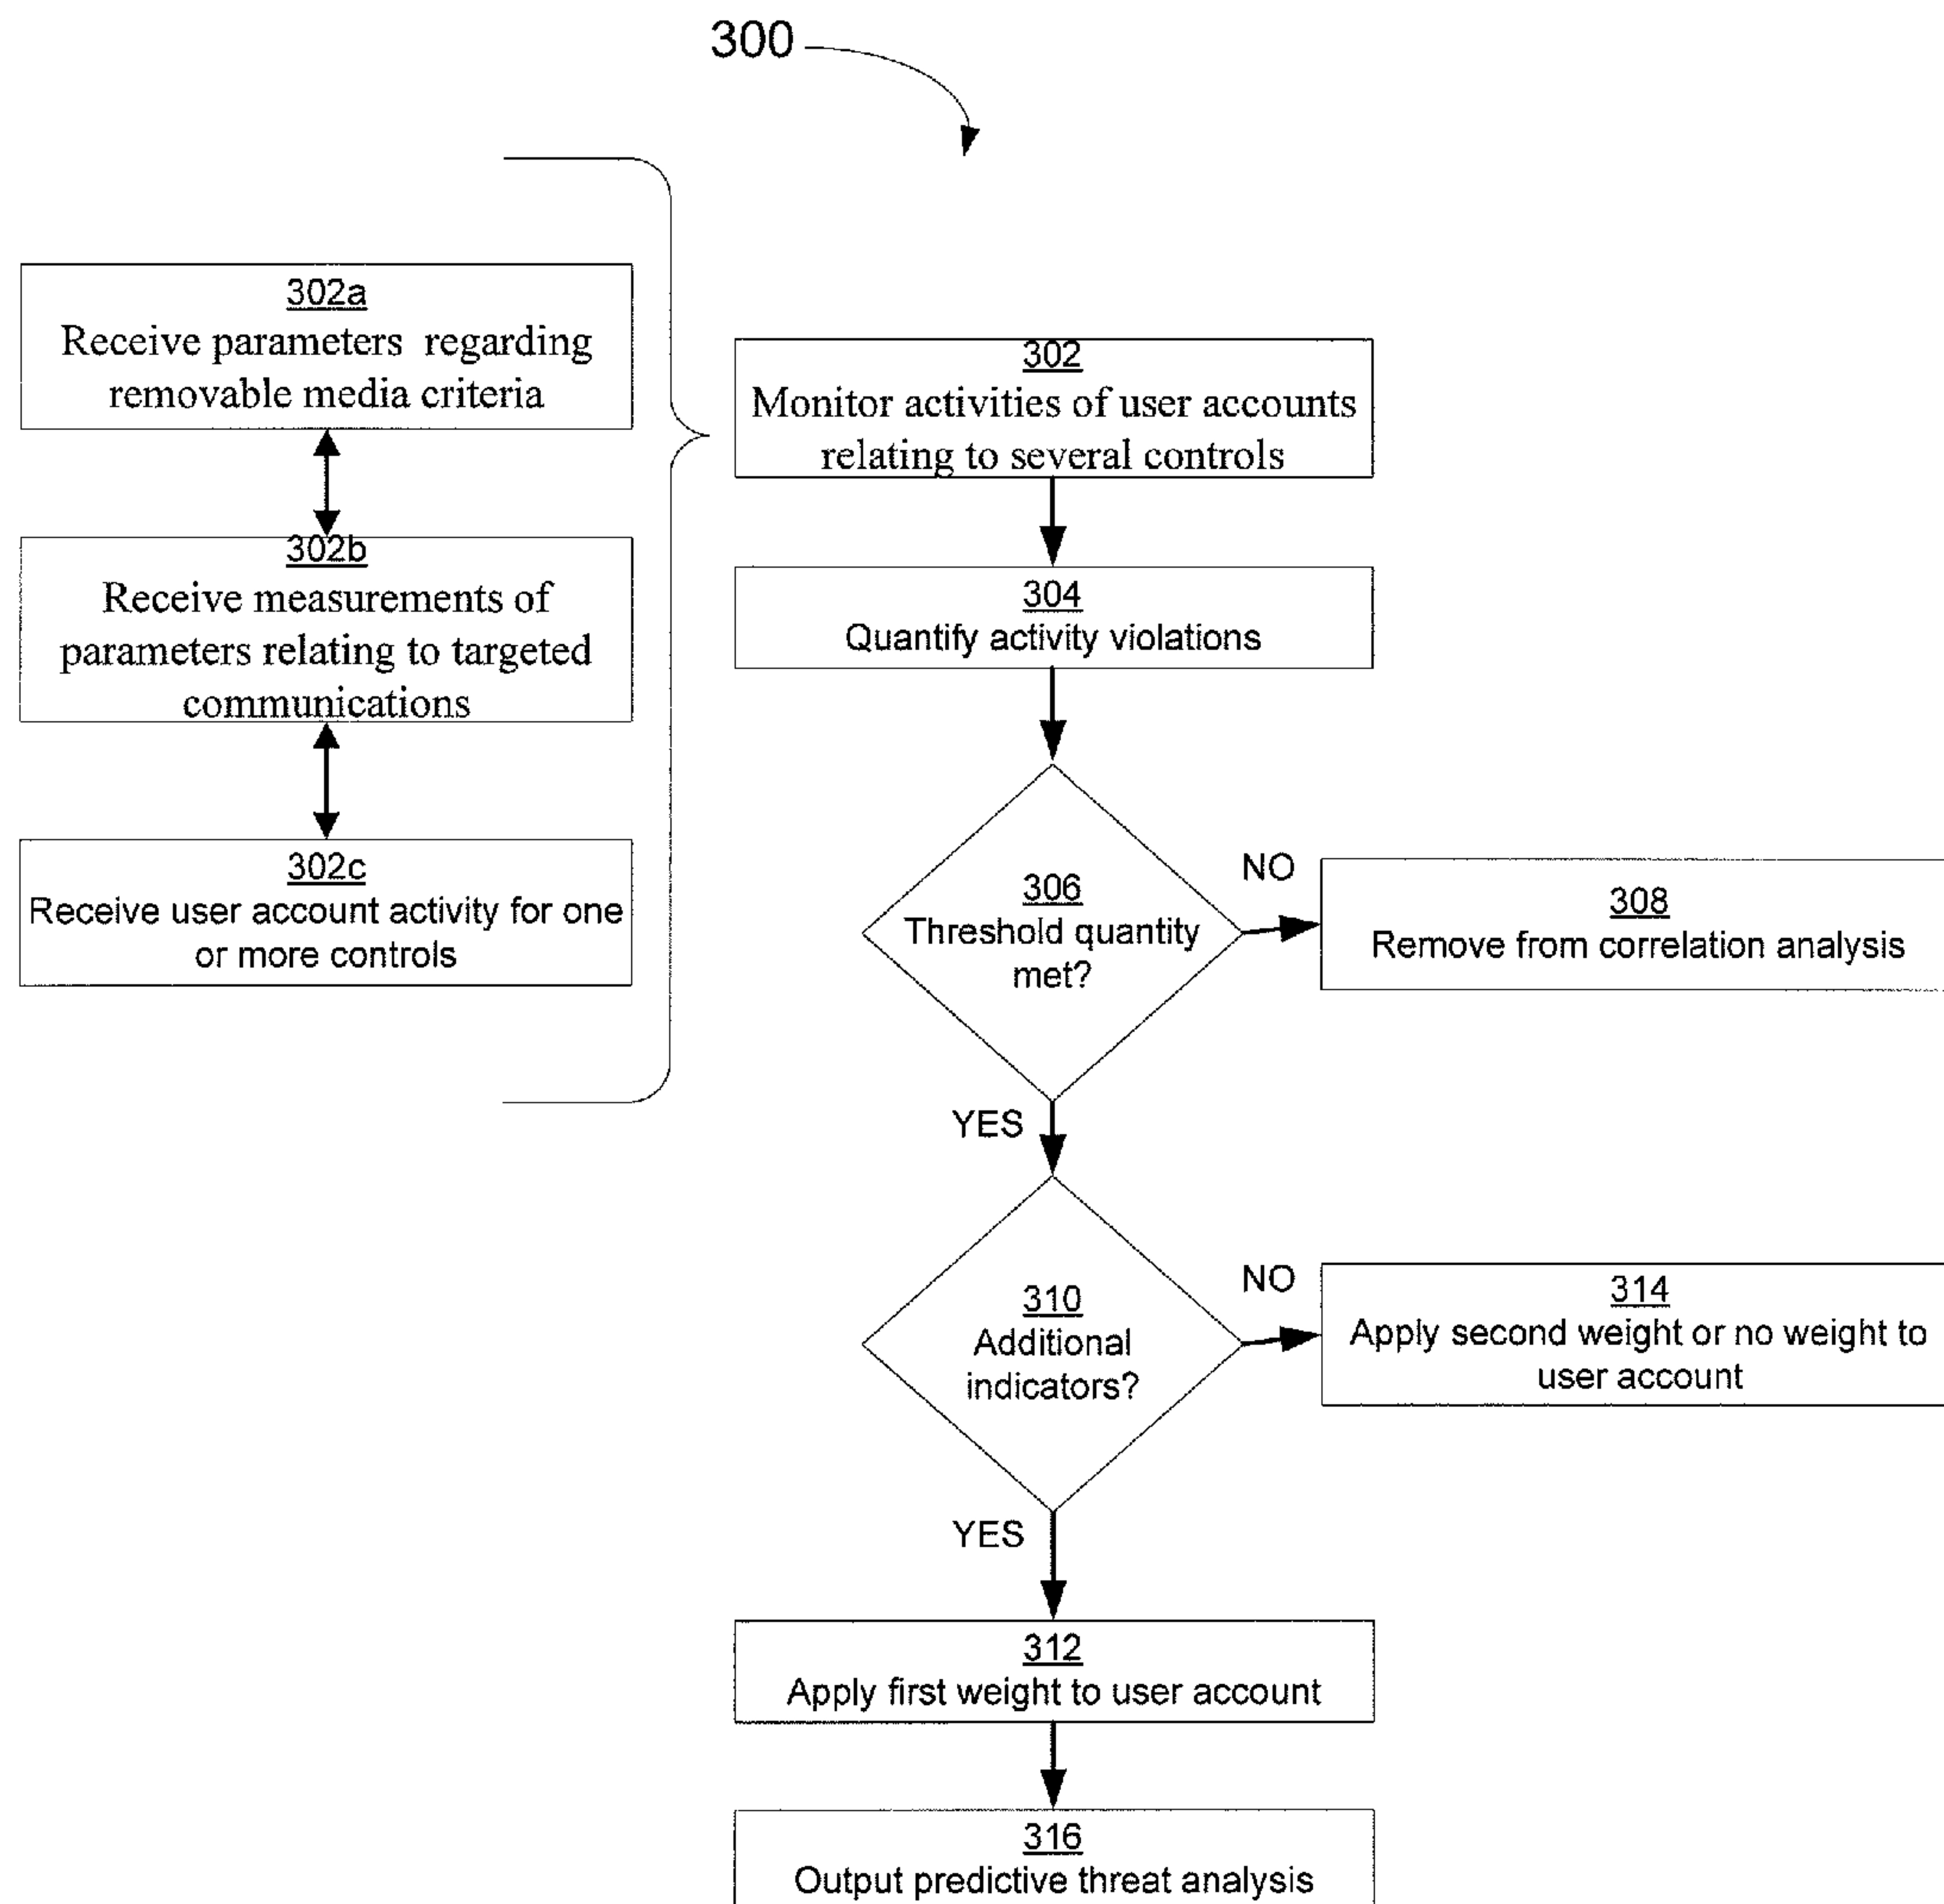 300
302a
Receive parameters regarding
removable media criteria
302b
Receive measurements of
parameters relating to targeted
communications
302c
Receive user account activity for one
or more controls
302
Monitor activities of user accounts
relating to several controls
304
Quantify activity violations
306
Threshold quantity
met?
NO
308
Remove from correlation analysis
YES
310
Additional
indicators?
NO
314
Apply second weight or no weight to
user account
YES
312
Apply first weight to user account
316
Output predictive threat analysis